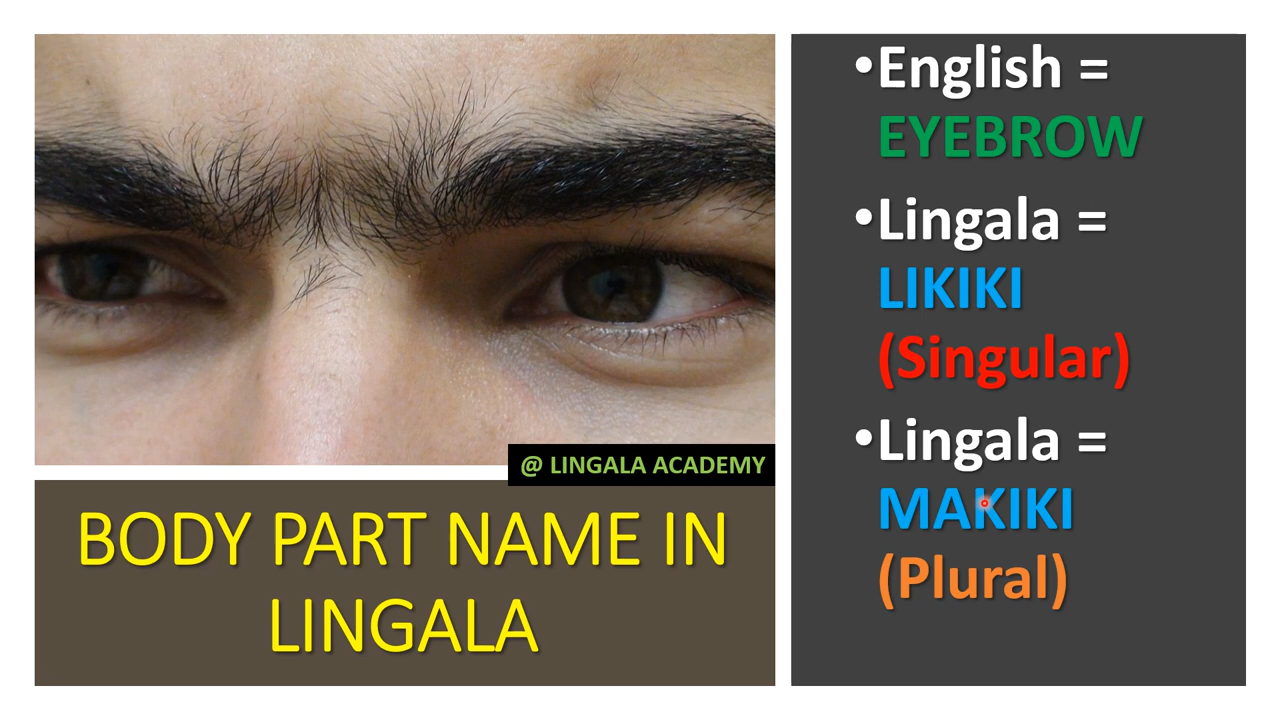 @ LINGALA ACADEMY
BODY PART NAME IN
LINGALA
•English =
EYEBROW
•Lingala =
LIKIKI
(Singular)
•Lingala =
MAKIKI
(Plural)